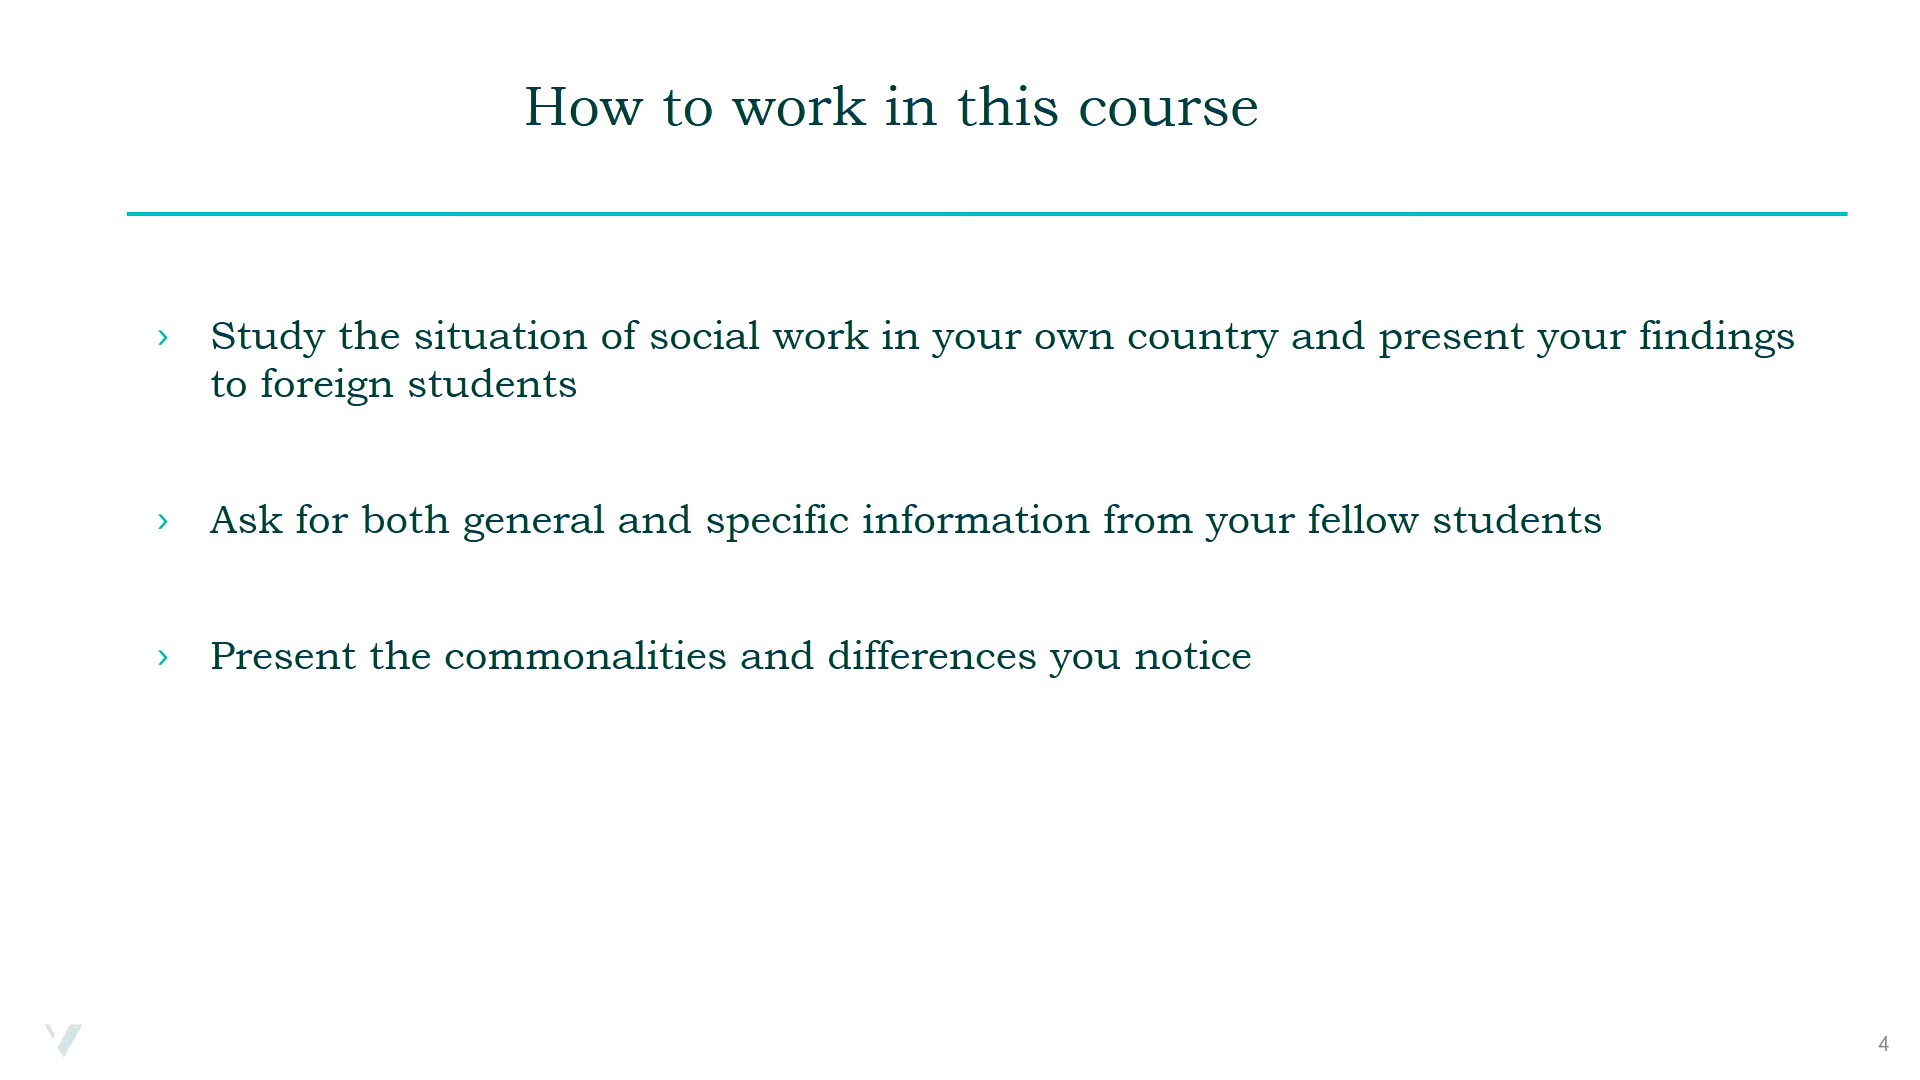 How to work in this course
› Study the situation of social work in your own country and present your findings
to foreign students
› Ask for both general and specific information from your fellow students
› Present the commonalities and differences you notice
4